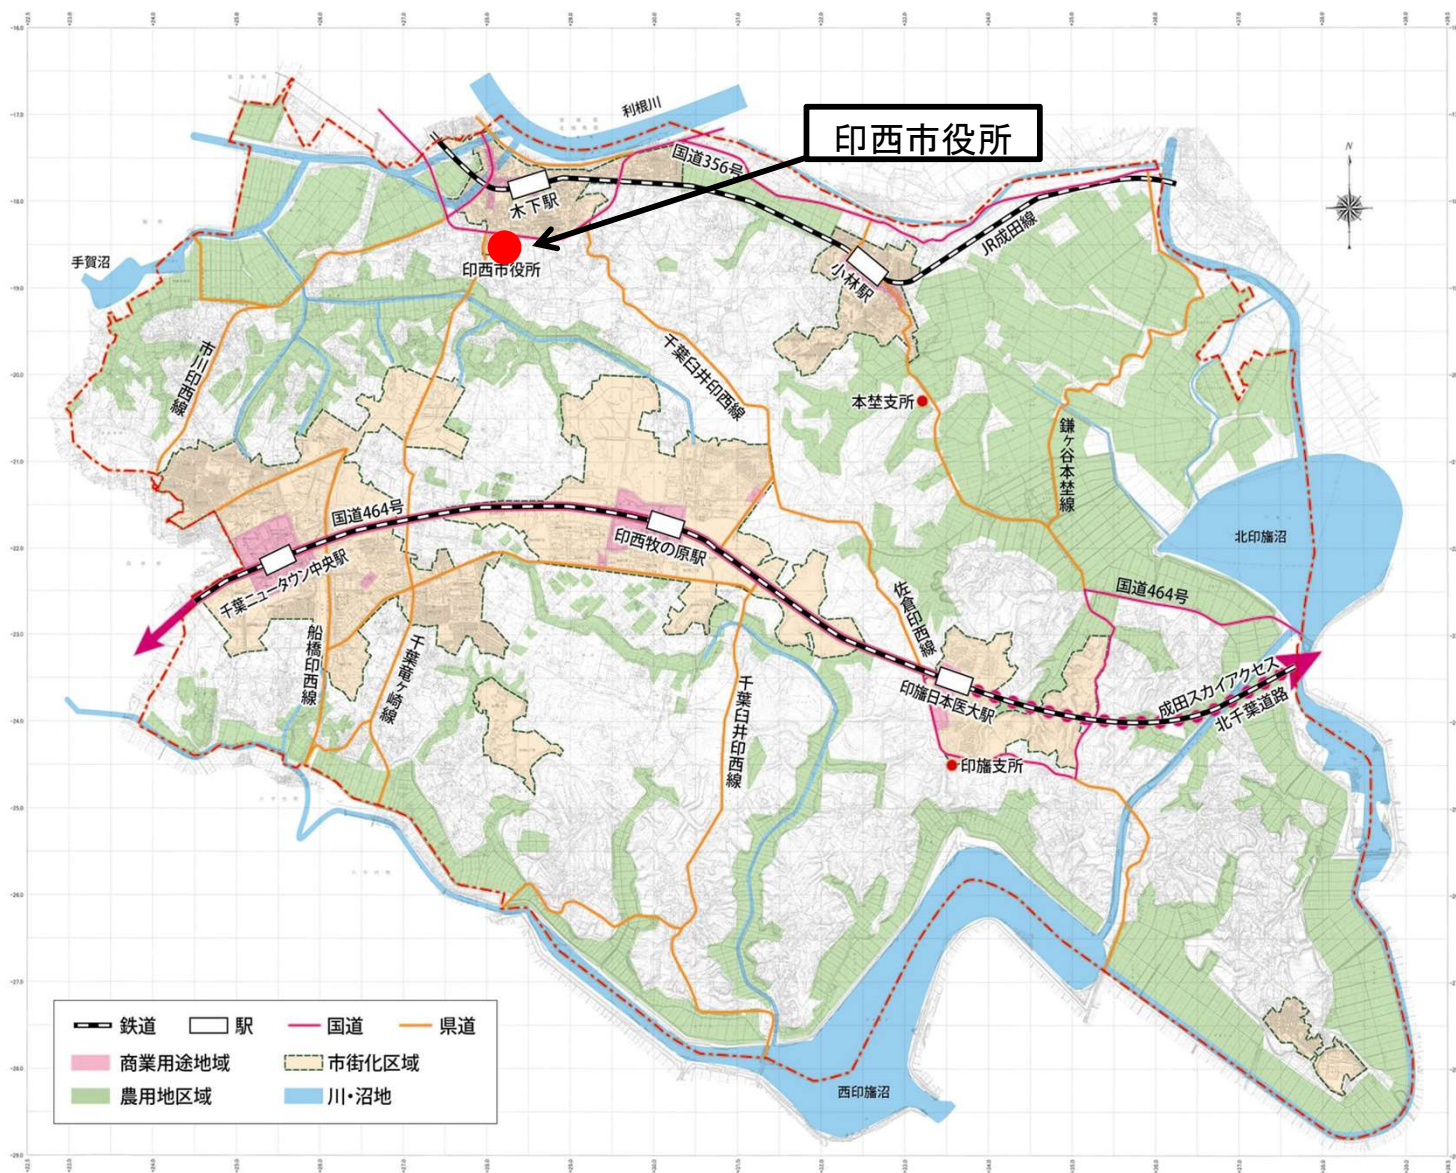 利根川
印西市役所
国道356号
N
木下駅
JR成田線
手賀沼
印西市役所
小林駅
市川印西線
千葉臼井印西線
本埜支所
鎌ヶ谷本埜線
国道464号
印西牧の原駅
北印旛沼
千葉ニュータウン中央駅
国道464号
佐倉印西線
船橋印西線
千葉竜ヶ崎線
成田スカイアクセス
印旛日本医大駅
北千葉道路
千葉臼井印西線
印旛支所
西印旛沼
鉄道
駅
国道
県道
商業用途地域
市街化区域
農用地区域
川・沼地